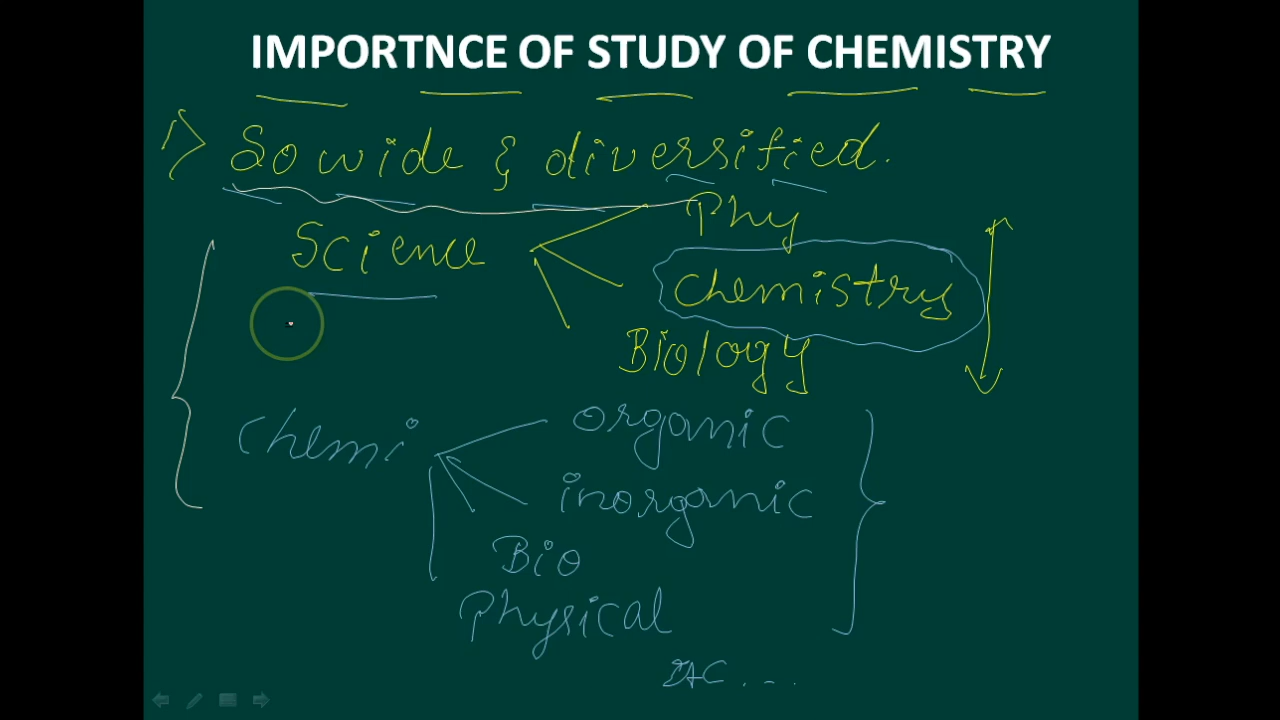 IMPORTNCE OF STUDY OF CHEMISTRY
1) So wide & diversified.
Phy
Science
Chemistry
Biology
Chemi
organic
inorganic
Bio
Physical